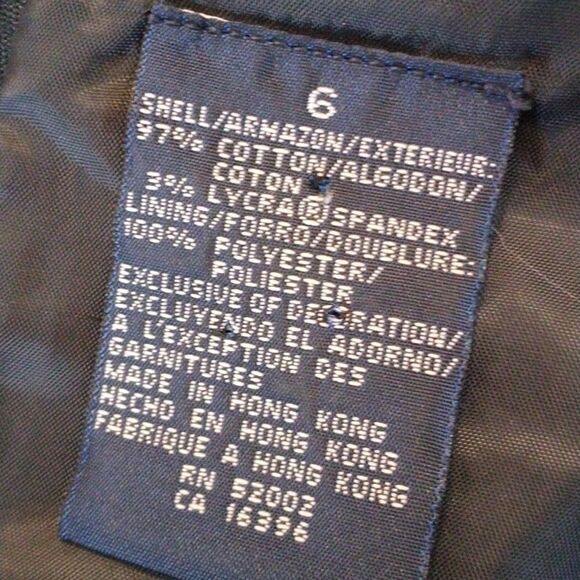 6
SHELL/ARMAZON/EXTERIEUR:
97% COTTON/ALGODON/
COTON
3% LYCRA® SPANDEX
LINING/FORRO/DOUBLURE:
100% POLYESTER/
POLIESTER
EXCLUSIVE OF DECORATION/
EXCLUYENDO EL ADORNO/
A L'EXCEPTION DES
GARNITURES
MADE IN HONG KONG
HECHO EN HONG KONG
FABRIQUE A HONG KONG
RN 52002
CA 16396